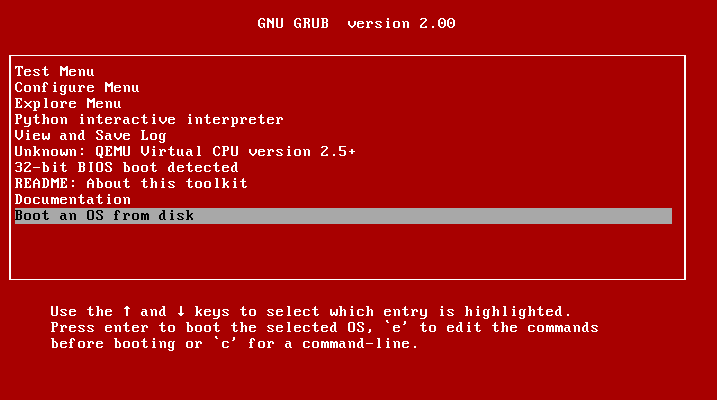 GNU GRUB  version 2.00
Test Menu
Configure Menu
Explore Menu
Python interactive interpreter
View and Save Log
Unknown: QEMU Virtual CPU version 2.5+
32-bit BIOS boot detected
README: About this toolkit
Documentation
Boot an OS from disk
Use the ↑ and ↓ keys to select which entry is highlighted.
Press enter to boot the selected OS, `e' to edit the commands
before booting or `c' for a command-line.